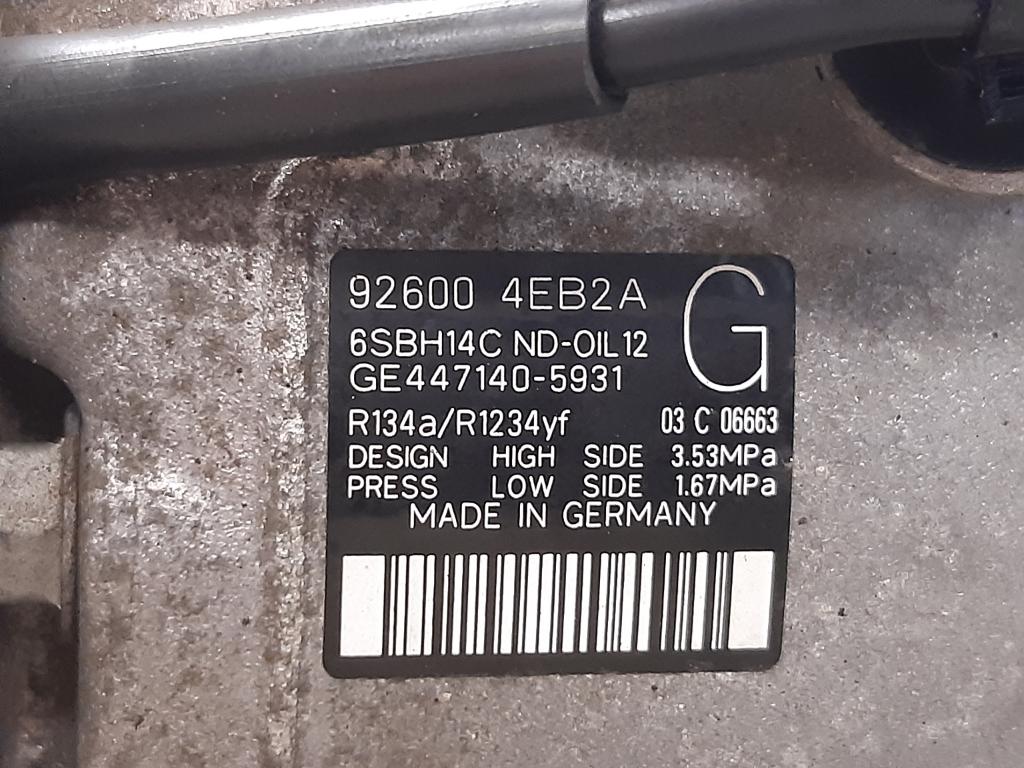 92600 4EB2A G
6SBH14C ND-OIL12
GE447140-5931
R134a/R1234yf 03 C 06663
DESIGN HIGH SIDE 3.53MPa
PRESS LOW SIDE 1.67MPa
MADE IN GERMANY